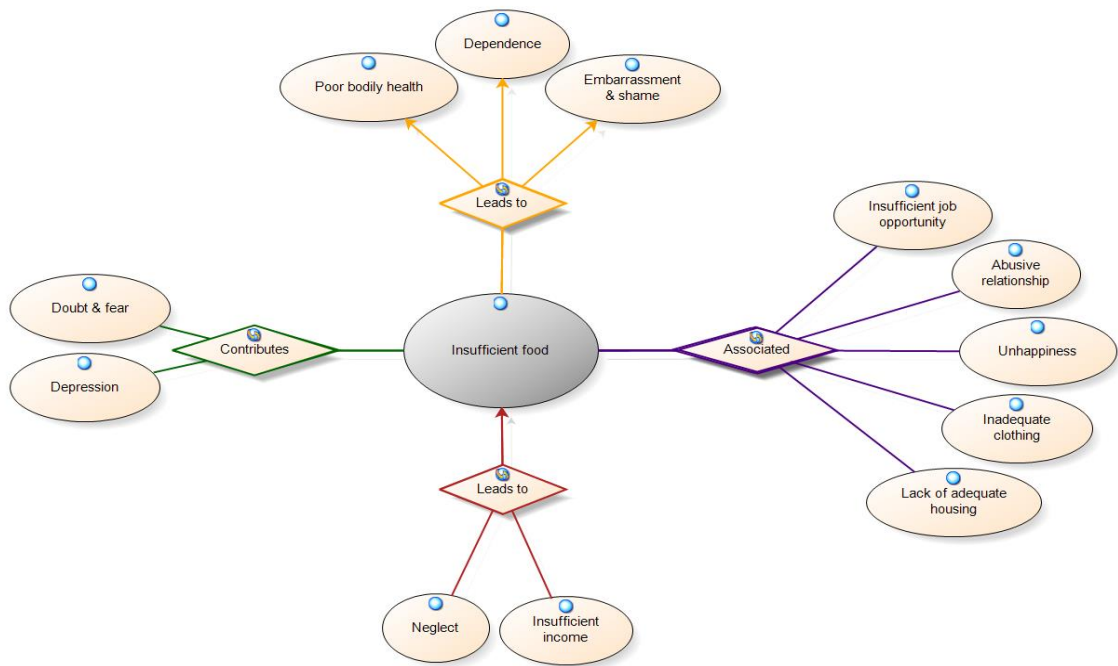 Dependence
Poor bodily health
Embarrassment
& shame
Leads to
Insufficient job
opportunity
Abusive
relationship
Doubt & fear
Contributes
Insufficient food
Associated
Unhappiness
Depression
Inadequate
clothing
Leads to
Lack of adequate
housing
Neglect
Insufficient
income